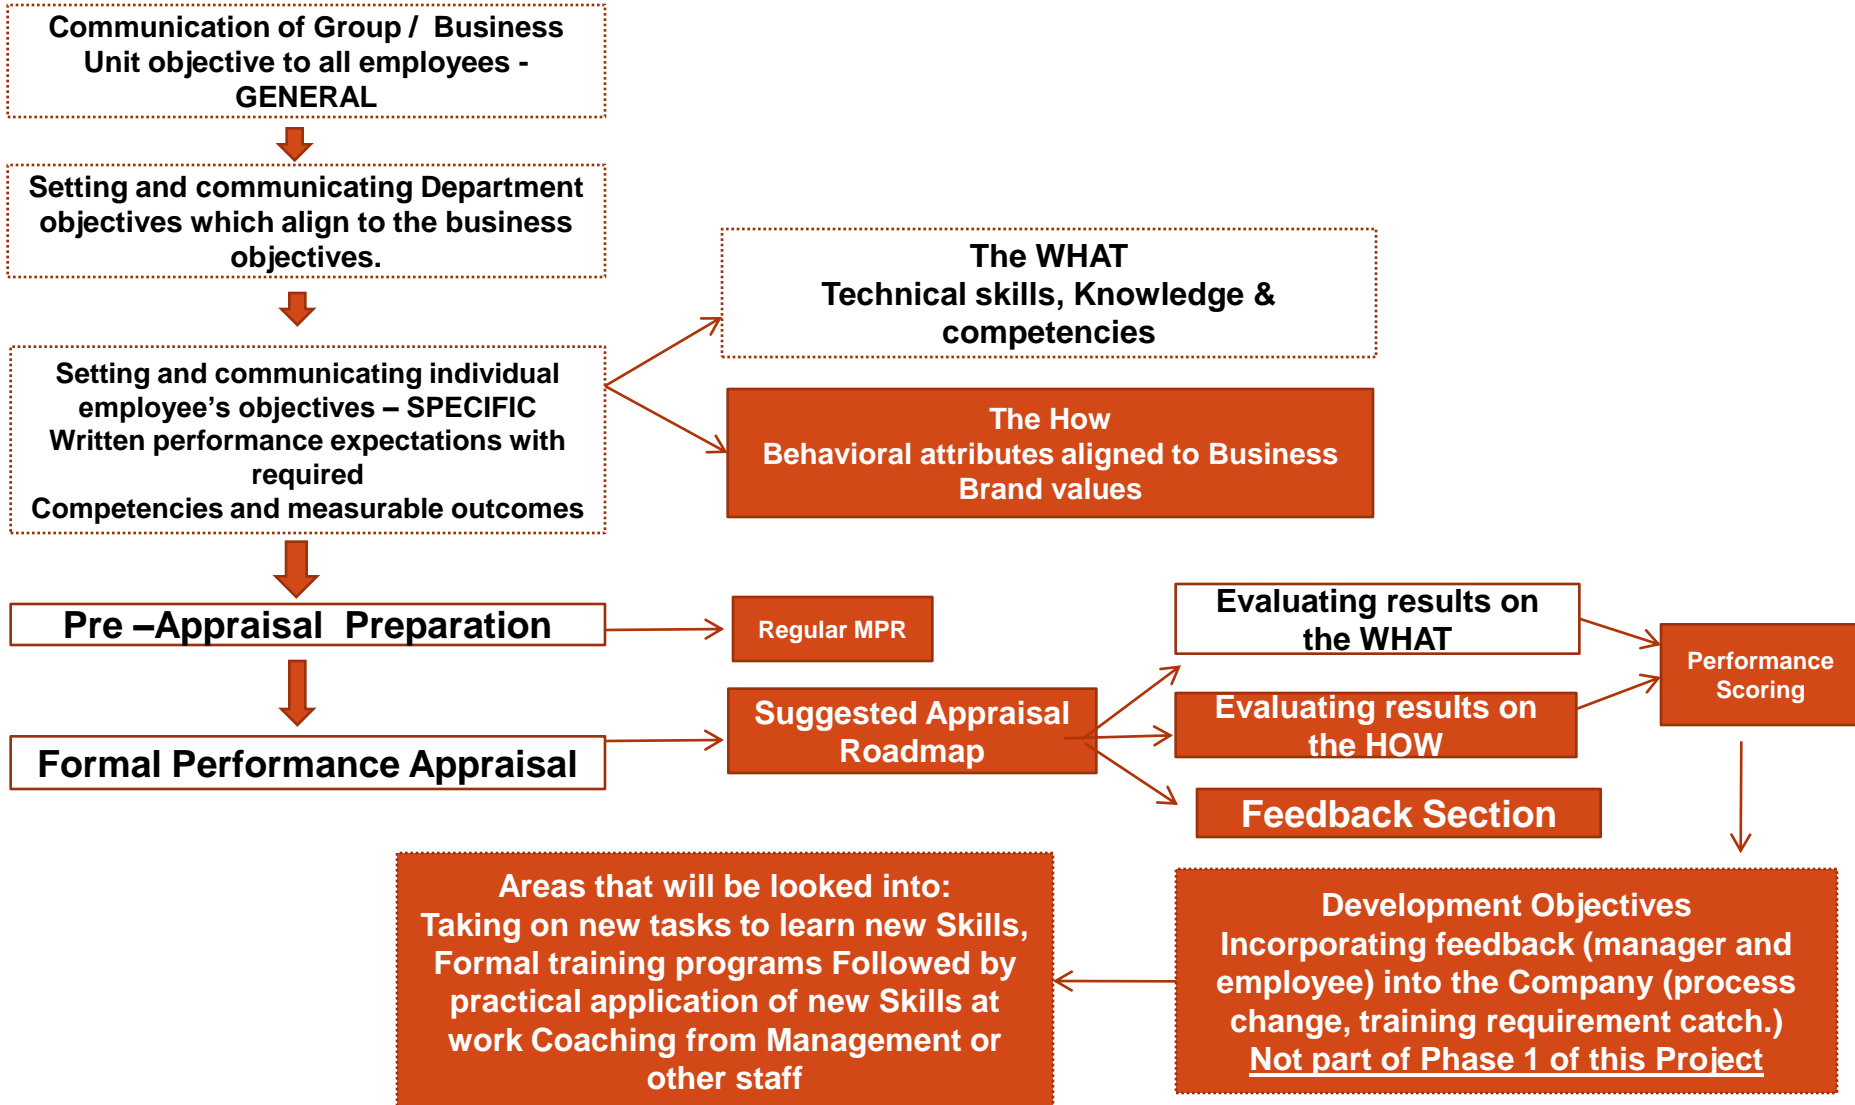 Communication of Group / Business
Unit objective to all employees -
GENERAL
Setting and communicating Department
objectives which align to the business
objectives.
The WHAT
Technical skills, Knowledge &
competencies
Setting and communicating individual
employee’s objectives – SPECIFIC
Written performance expectations with
required
Competencies and measurable outcomes
The How
Behavioral attributes aligned to Business
Brand values
Pre –Appraisal Preparation
Regular MPR
Evaluating results on
the WHAT
Performance
Scoring
Formal Performance Appraisal
Suggested Appraisal
Roadmap
Evaluating results on
the HOW
Feedback Section
Areas that will be looked into:
Taking on new tasks to learn new Skills,
Formal training programs Followed by
practical application of new Skills at
work Coaching from Management or
other staff
Development Objectives
Incorporating feedback (manager and
employee) into the Company (process
change, training requirement catch.)
Not part of Phase 1 of this Project